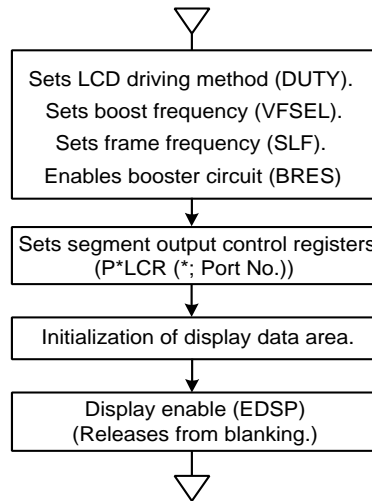 Sets LCD driving method (DUTY).
Sets boost frequency (VFSEL).
Sets frame frequency (SLF).
Enables booster circuit (BRES)
Sets segment output control registers
(P*LCR (*; Port No.))
Initialization of display data area.
Display enable (EDSP)
(Releases from blanking.)